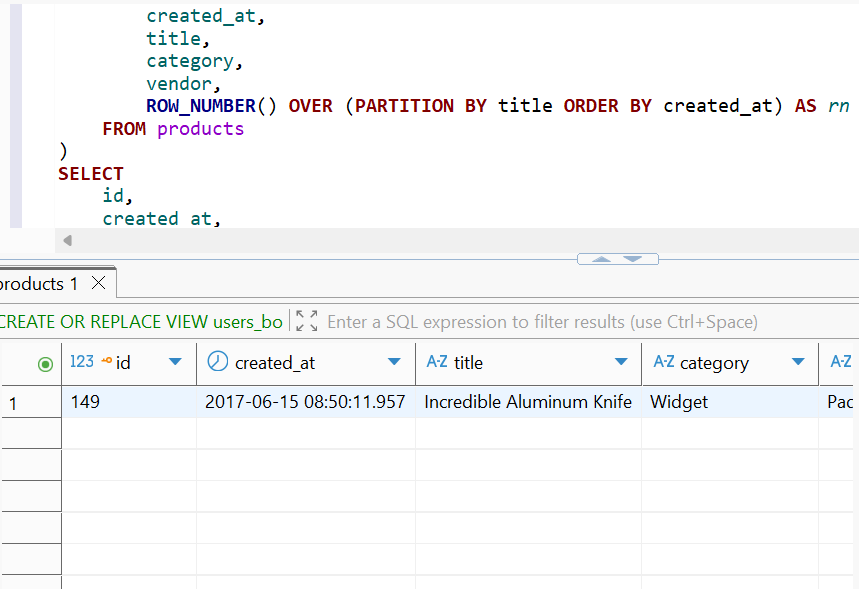 created_at,
title,
category,
vendor,
ROW_NUMBER() OVER (PARTITION BY title ORDER BY created_at) AS rn
FROM products
)
SELECT
id,
created_at,
products 1
CREATE OR REPLACE VIEW users_bo Enter a SQL expression to filter results (use Ctrl+Space)
123 id created_at A-Z title A-Z category A-Z
1 149 2017-06-15 08:50:11.957 Incredible Aluminum Knife Widget Pac